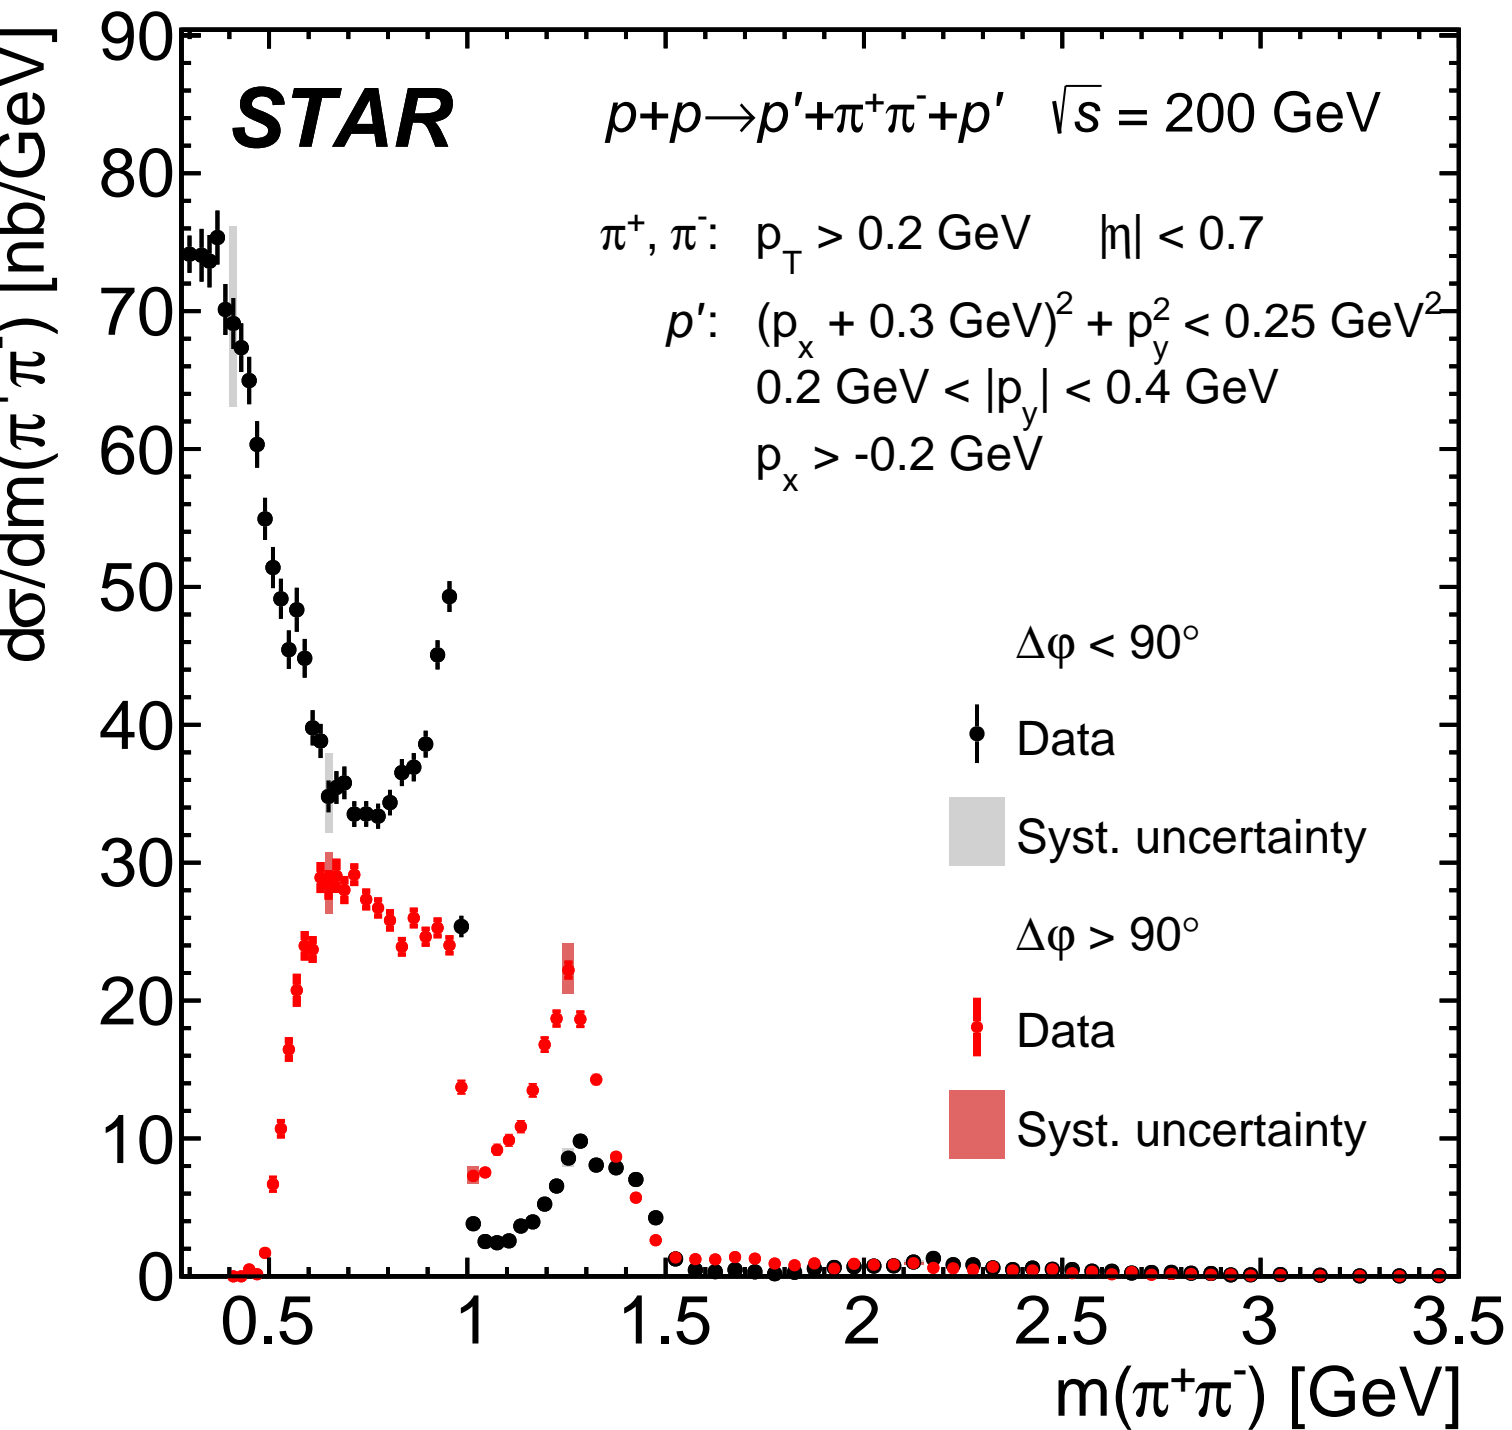 dσ/dm(π⁺π⁻) [nb/GeV]
90
80
70
60
50
40
30
20
10
0
STAR
p+p→p′+π⁺π⁻+p′ √s = 200 GeV
π⁺, π⁻: p_T > 0.2 GeV |η| < 0.7
p′: (p_x + 0.3 GeV)² + p_y² < 0.25 GeV²
0.2 GeV < |p_y| < 0.4 GeV
p_x > -0.2 GeV
Δφ < 90°
Data
Syst. uncertainty
Δφ > 90°
Data
Syst. uncertainty
0.5 1 1.5 2 2.5 3 3.5
m(π⁺π⁻) [GeV]